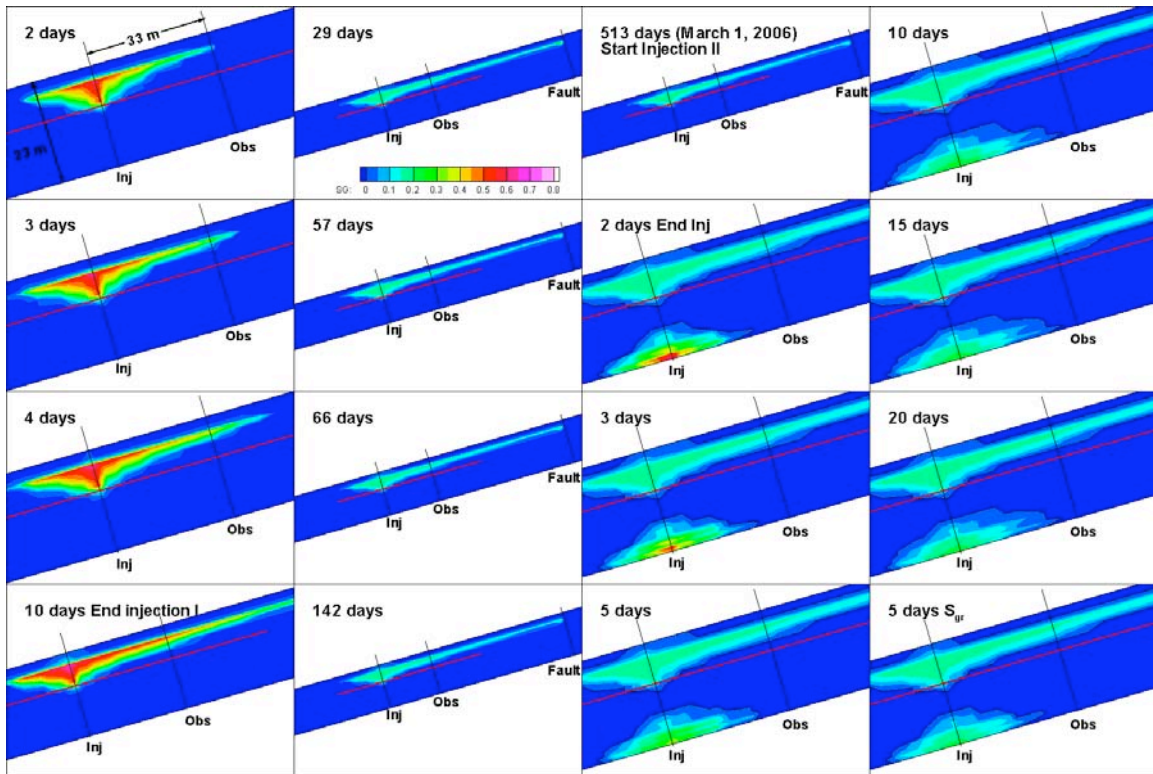 2 days
33 m
23 m
Obs
Inj
29 days
Fault
Obs
Inj
SG: 0 0.1 0.2 0.3 0.4 0.5 0.6 0.7 0.8
513 days (March 1, 2006)
Start Injection II
Fault
Obs
Inj
10 days
Obs
Inj
3 days
Obs
Inj
57 days
Fault
Obs
Inj
2 days End Inj
Obs
Inj
15 days
Obs
Inj
4 days
Obs
Inj
66 days
Fault
Obs
Inj
3 days
Obs
Inj
20 days
Obs
Inj
10 days End injection I
Obs
Inj
142 days
Fault
Obs
Inj
5 days
Obs
Inj
5 days Sgr
Obs
Inj